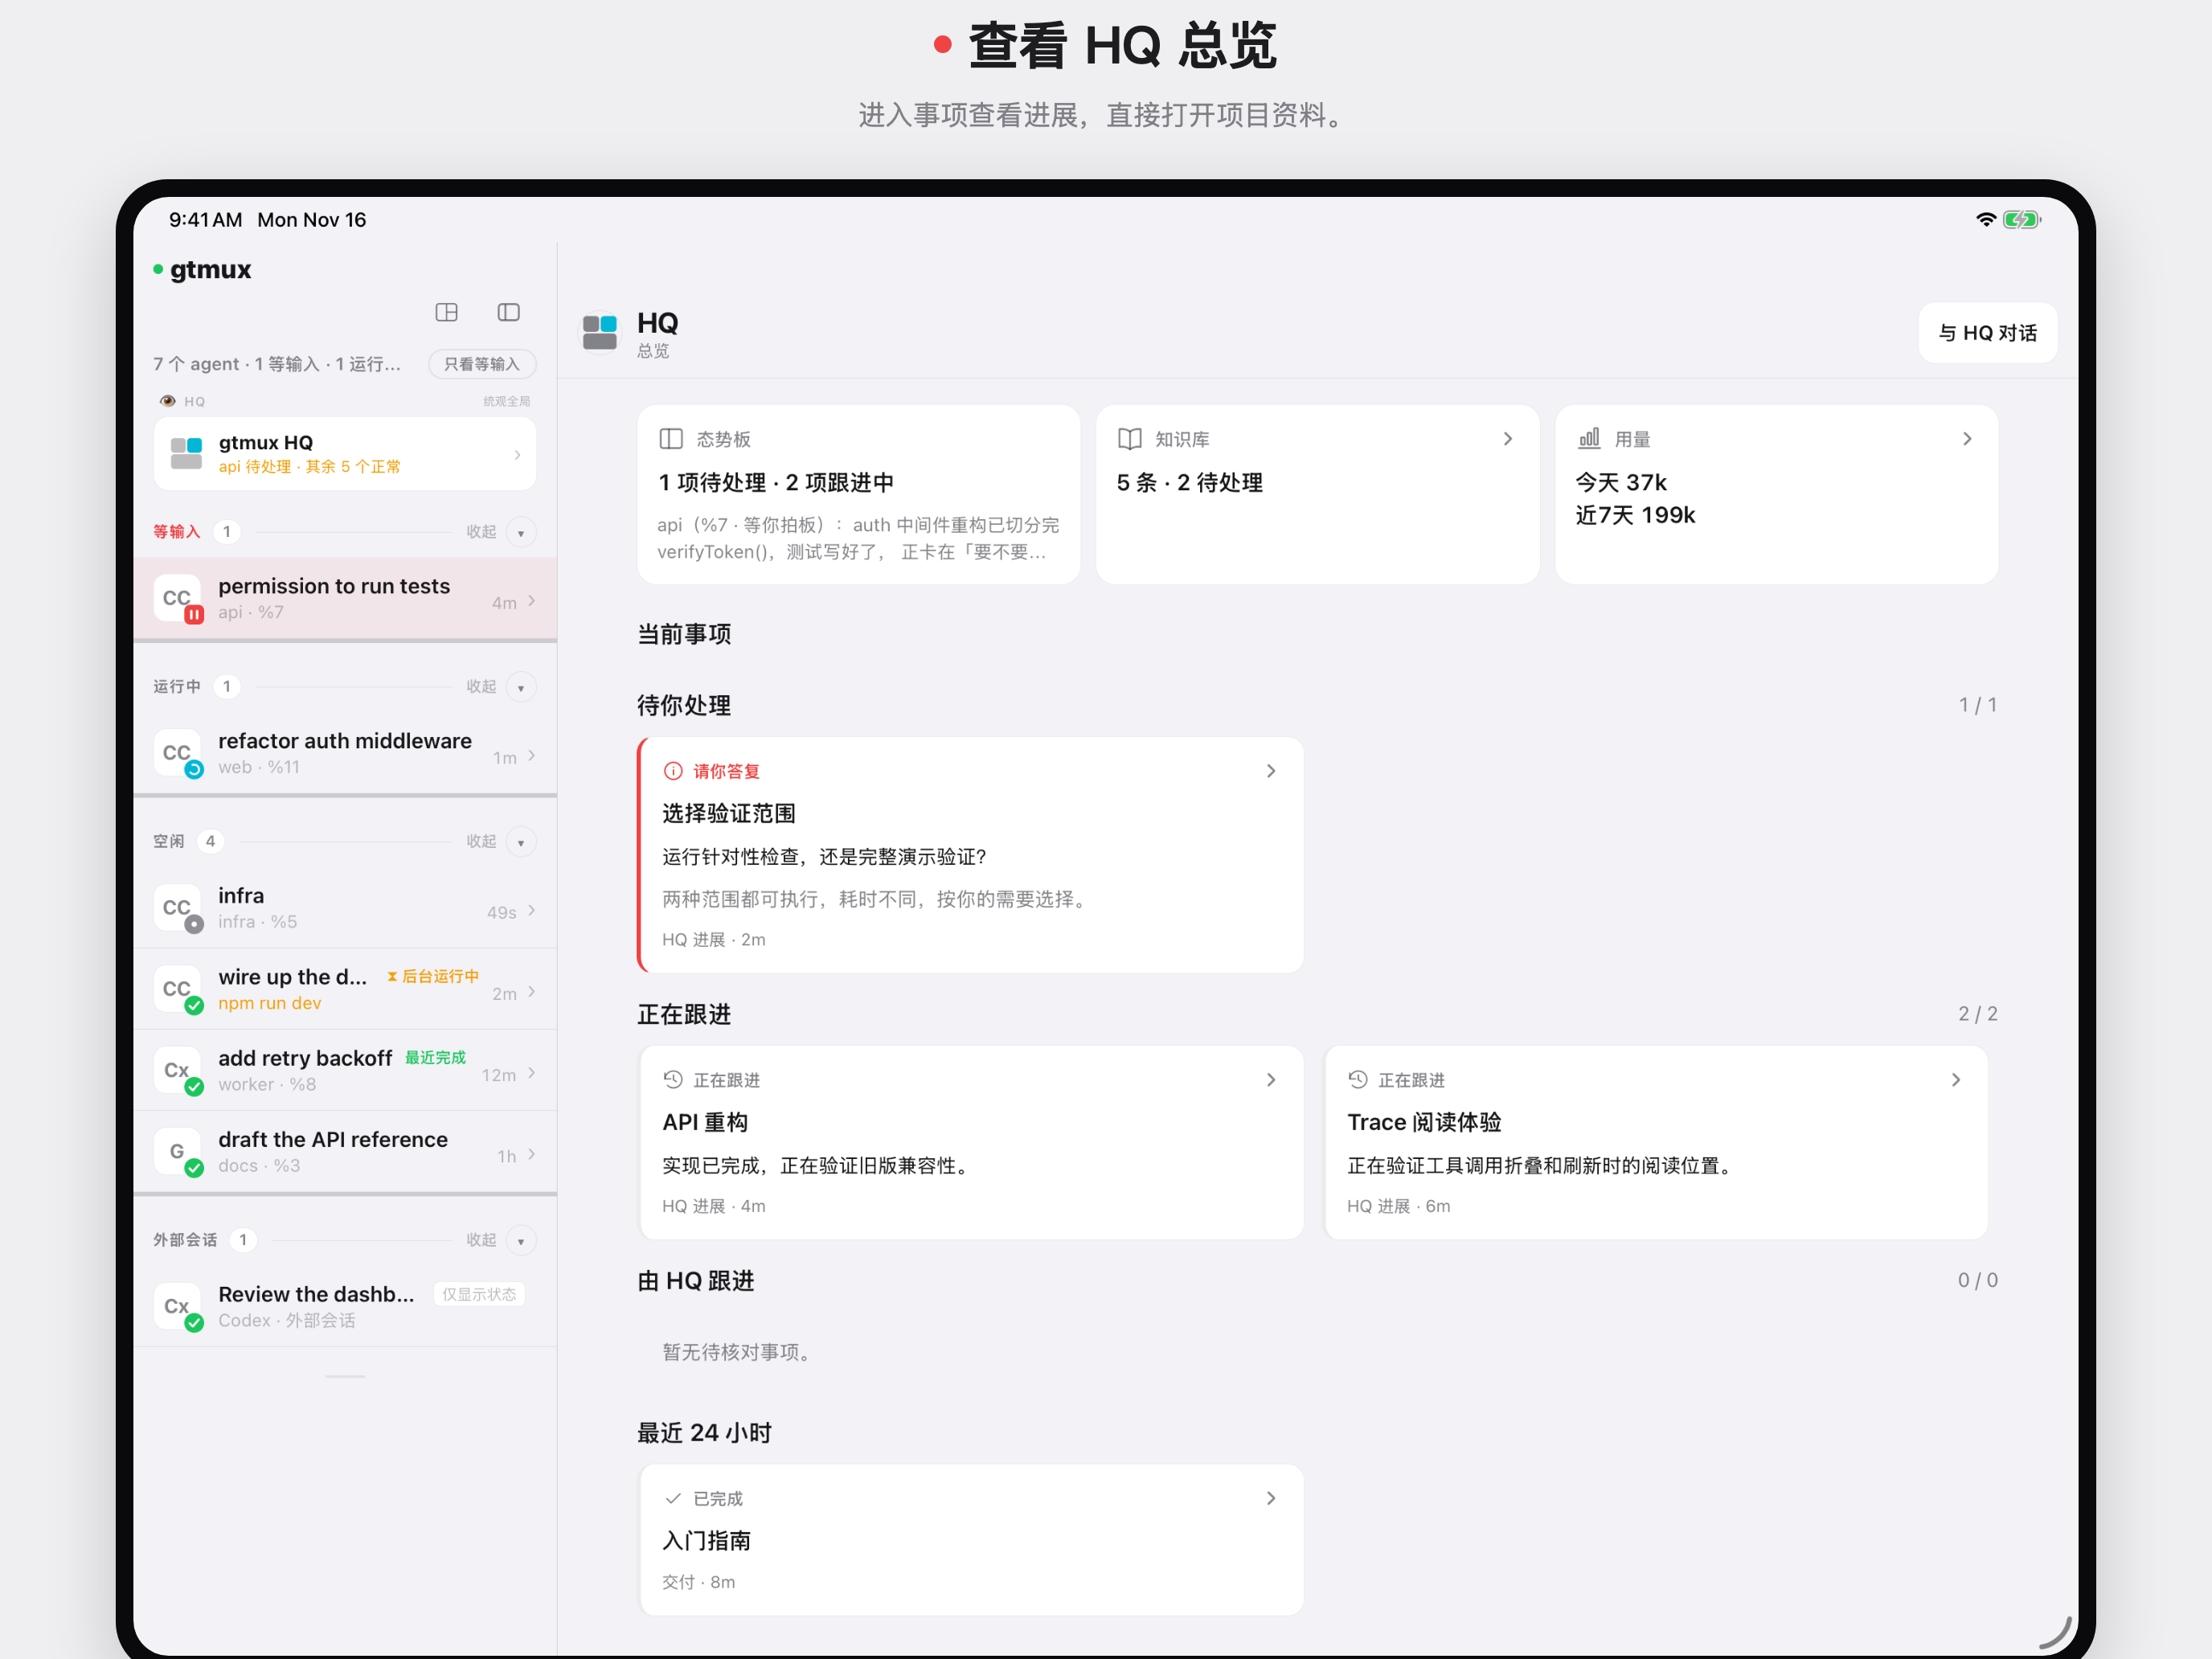 查看 HQ 总览
进入事项查看进展，直接打开项目资料。
9:41 AM Mon Nov 16
gtmux
7 个 agent · 1 等输入 · 1 运行...
只看等输入
HQ
统观全局
gtmux HQ
api 待处理 · 其余 5 个正常
等输入 1
收起
CC
permission to run tests
api · %7
4m
运行中 1
收起
CC
refactor auth middleware
web · %11
1m
空闲 4
收起
CC
infra
infra · %5
49s
CC
wire up the d...
后台运行中
npm run dev
2m
Cx
add retry backoff
最近完成
worker · %8
12m
G
draft the API reference
docs · %3
1h
外部会话 1
收起
Cx
Review the dashb...
仅显示状态
Codex · 外部会话
HQ
总览
与 HQ 对话
态势板
1 项待处理 · 2 项跟进中
api（%7 · 等你拍板）：auth 中间件重构已切分完
verifyToken()，测试写好了， 正卡在「要不要...
知识库
5 条 · 2 待处理
用量
今天 37k
近7天 199k
当前事项
待你处理
1 / 1
请你答复
选择验证范围
运行针对性检查，还是完整演示验证？
两种范围都可执行，耗时不同，按你的需要选择。
HQ 进展 · 2m
正在跟进
2 / 2
正在跟进
API 重构
实现已完成，正在验证旧版兼容性。
HQ 进展 · 4m
正在跟进
Trace 阅读体验
正在验证工具调用折叠和刷新时的阅读位置。
HQ 进展 · 6m
由 HQ 跟进
0 / 0
暂无待核对事项。
最近 24 小时
已完成
入门指南
交付 · 8m